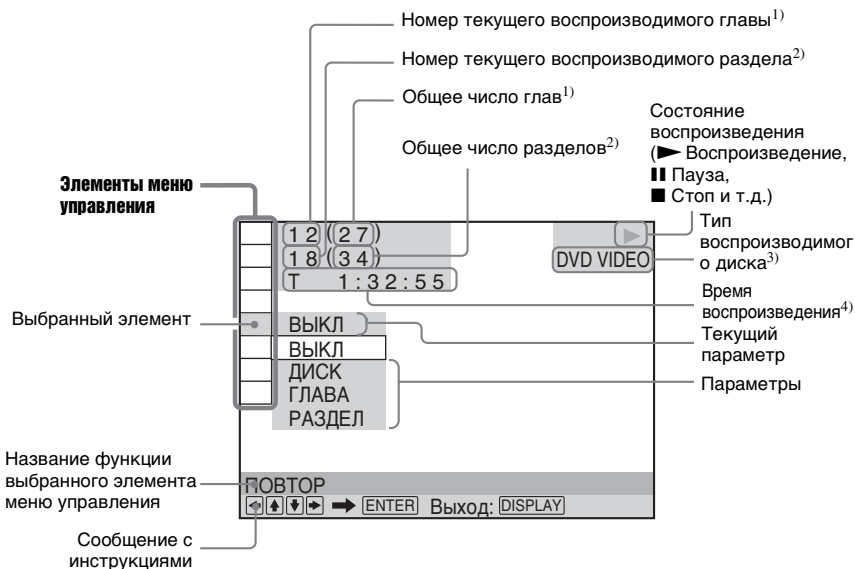 Номер текущего воспроизводимого главы1)
Номер текущего воспроизводимого раздела2)
Общее число глав1)
Общее число разделов2)
Состояние
воспроизведения
(► Воспроизведение,
❚❚ Пауза,
■ Стоп и т.д.)
Элементы меню
управления
12(27)
18(34)
T 1:32:55
►
DVD VIDEO
Тип
воспроизводимог
о диска3)
Время
воспроизведения4)
Выбранный элемент
ВЫКЛ
Текущий
параметр
ВЫКЛ
ДИСК
ГЛАВА
РАЗДЕЛ
Параметры
Название функции
выбранного элемента
меню управления
ПОВТОР
←↑↓→ ➡ ENTER Выход: DISPLAY
Сообщение с
инструкциями